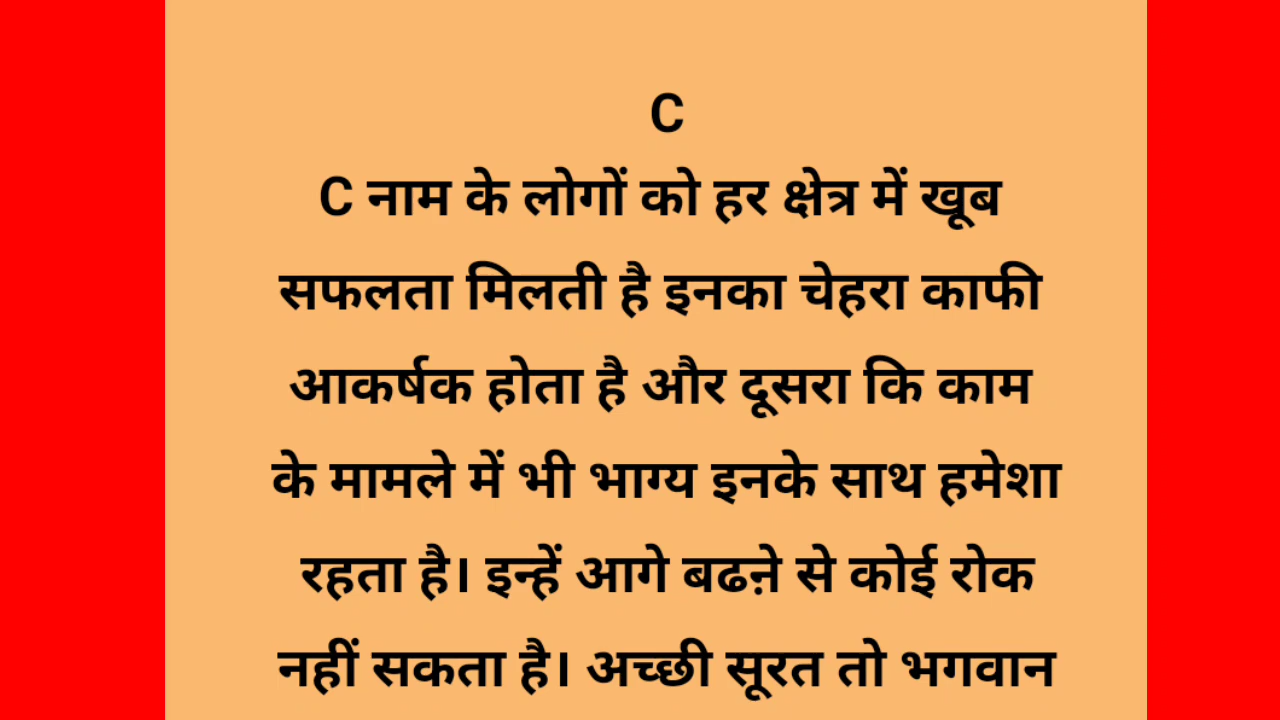 C
C नाम के लोगों को हर क्षेत्र में खूब
सफलता मिलती है इनका चेहरा काफी
आकर्षक होता है और दूसरा कि काम
के मामले में भी भाग्य इनके साथ हमेशा
रहता है। इन्हें आगे बढऩे से कोई रोक
नहीं सकता है। अच्छी सूरत तो भगवान